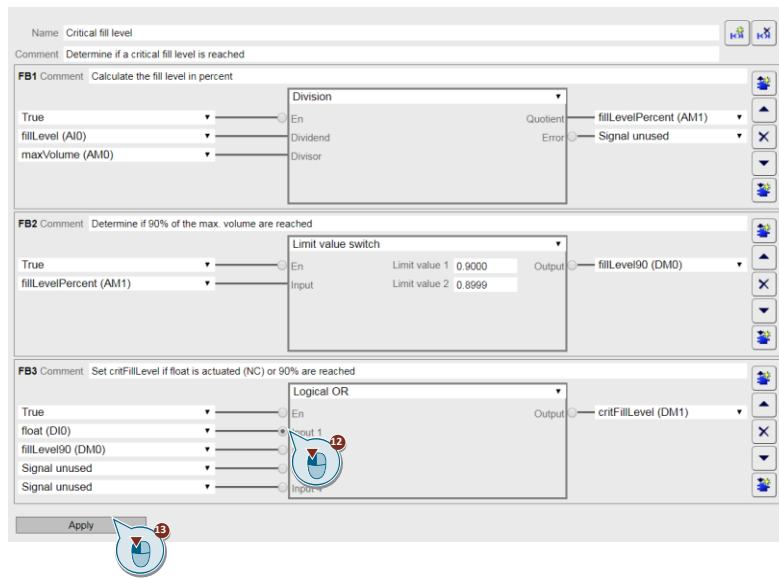 Name Critical fill level
Comment Determine if a critical fill level is reached
FB1 Comment Calculate the fill level in percent
Division
True En Quotient fillLevelPercent (AM1)
fillLevel (AI0) Dividend Error Signal unused
maxVolume (AM0) Divisor
FB2 Comment Determine if 90% of the max. volume are reached
Limit value switch
True En Limit value 1 0.9000 Output fillLevel90 (DM0)
fillLevelPercent (AM1) Input Limit value 2 0.8999
FB3 Comment Set critFillLevel if float is actuated (NC) or 90% are reached
Logical OR
True En Output critFillLevel (DM1)
float (DI0) Input 1
12
fillLevel90 (DM0)
Signal unused
Signal unused Input 4
Apply
13